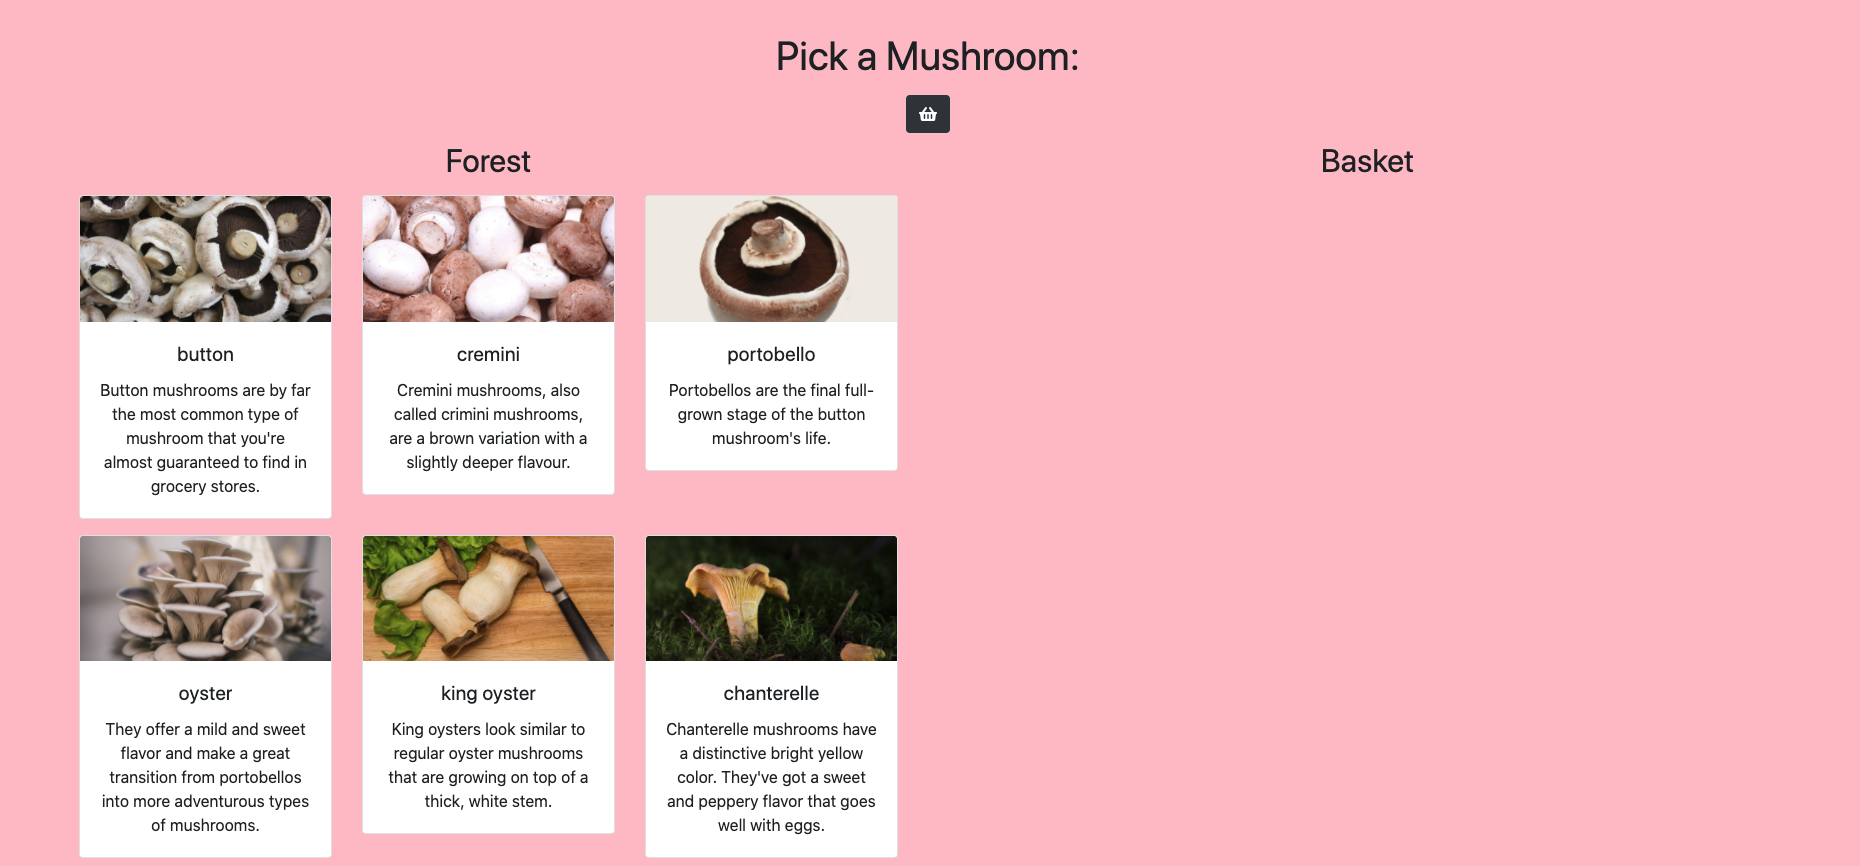 Pick a Mushroom:
Forest
Basket
button
Button mushrooms are by far
the most common type of
mushroom that you're
almost guaranteed to find in
grocery stores.
cremini
Cremini mushrooms, also
called crimini mushrooms,
are a brown variation with a
slightly deeper flavour.
portobello
Portobellos are the final full-
grown stage of the button
mushroom's life.
oyster
They offer a mild and sweet
flavor and make a great
transition from portobellos
into more adventurous types
of mushrooms.
king oyster
King oysters look similar to
regular oyster mushrooms
that are growing on top of a
thick, white stem.
chanterelle
Chanterelle mushrooms have
a distinctive bright yellow
color. They've got a sweet
and peppery flavor that goes
well with eggs.